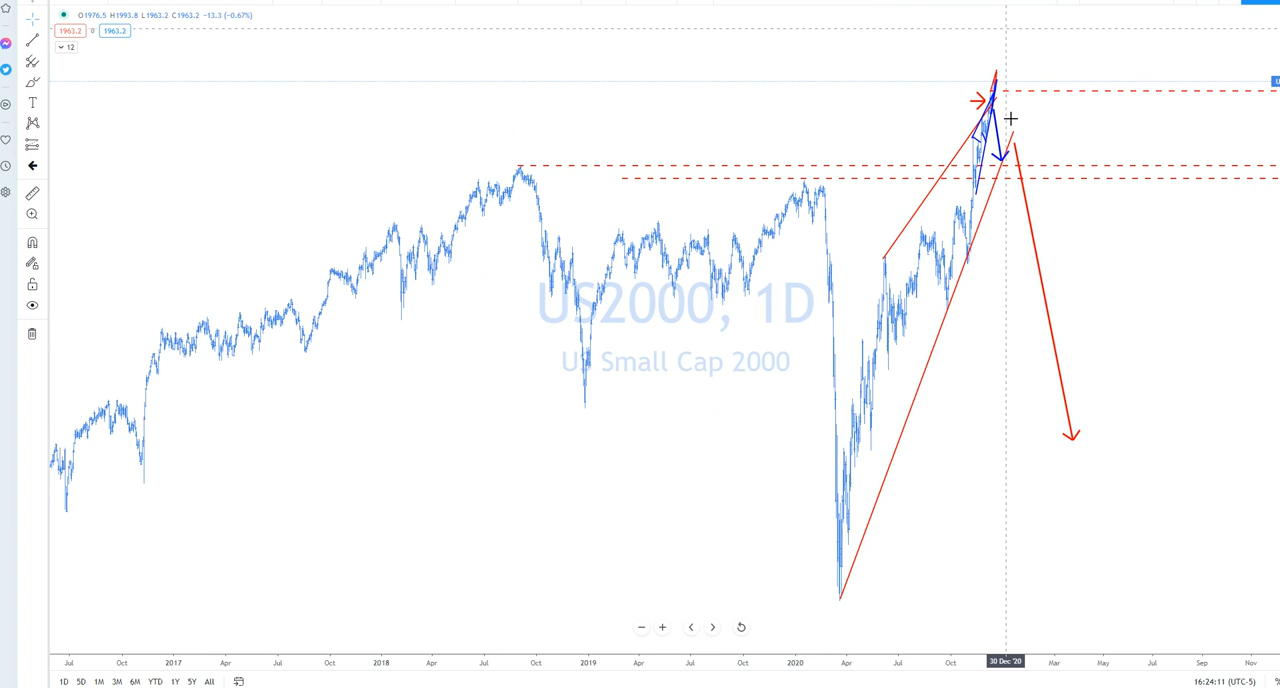 O1976.5 H1993.8 L1963.2 C1963.2 −13.3 (−0.67%)
1963.2 0 1963.2
12
US2000, 1D
US Small Cap 2000
Jul Oct 2017 Apr Jul Oct 2018 Apr Jul Oct 2019 Apr Jul Oct 2020 Apr Jul Oct 30 Dec '20 Mar May Jul Sep Nov
1D 5D 1M 3M 6M YTD 1Y 5Y All 16:24:11 (UTC-5) %